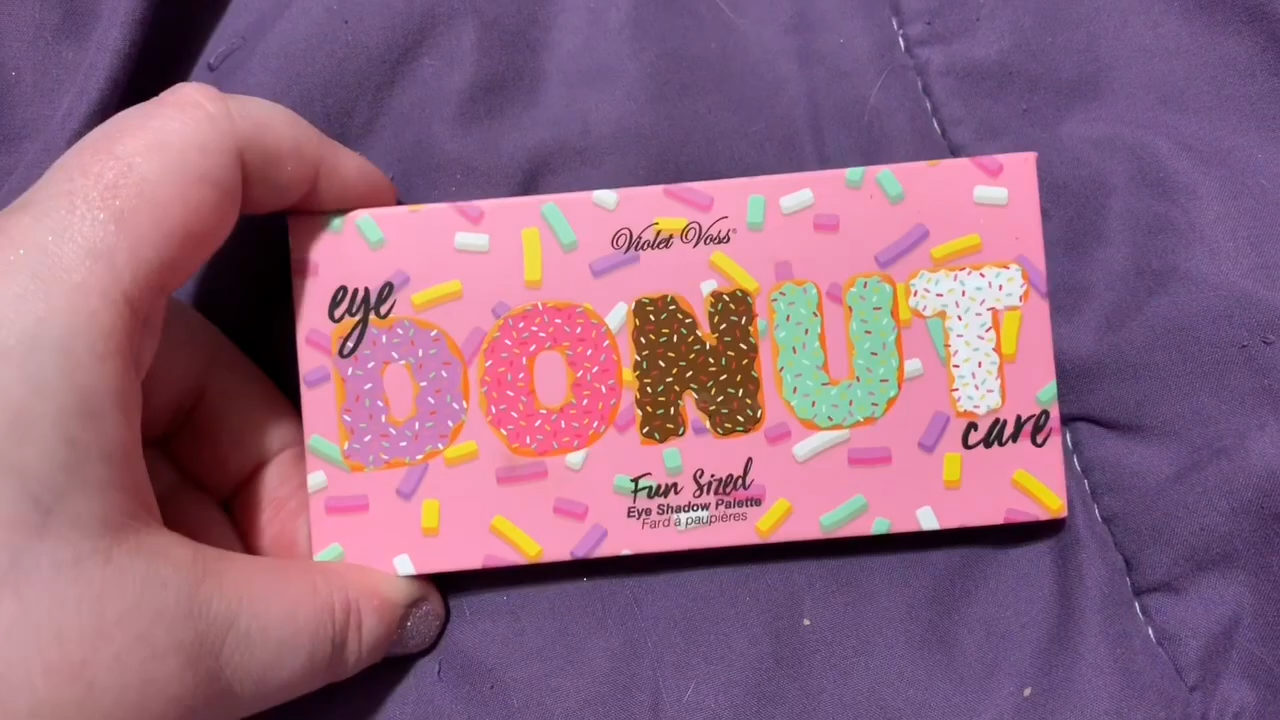 Violet Voss®
eye
DONUT
care
Fun Sized
Eye Shadow Palette
Fard à paupières